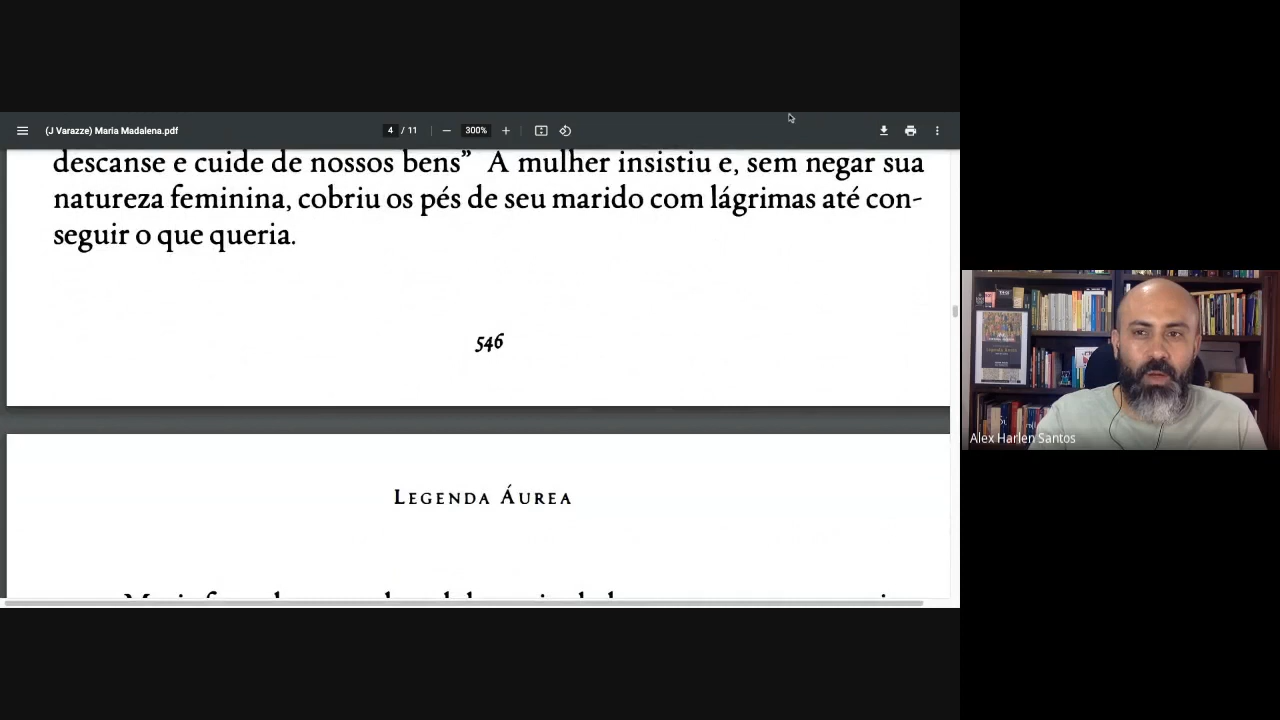 (J Varazze) Maria Madalena.pdf
4 / 11
300%
descanse e cuide de nossos bens” A mulher insistiu e, sem negar sua
natureza feminina, cobriu os pés de seu marido com lágrimas até con-
seguir o que queria.
546
LEGENDA ÁUREA
Alex Harlen Santos